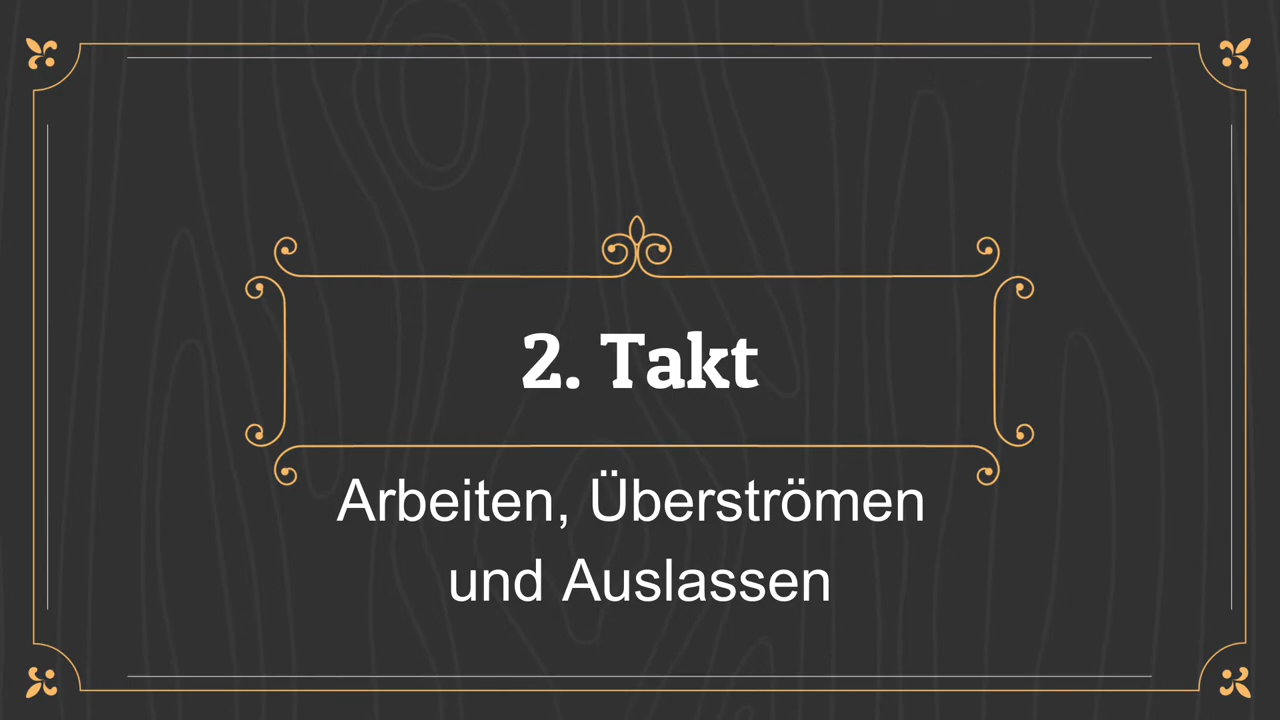 2. Takt
Arbeiten, Überströmen
und Auslassen